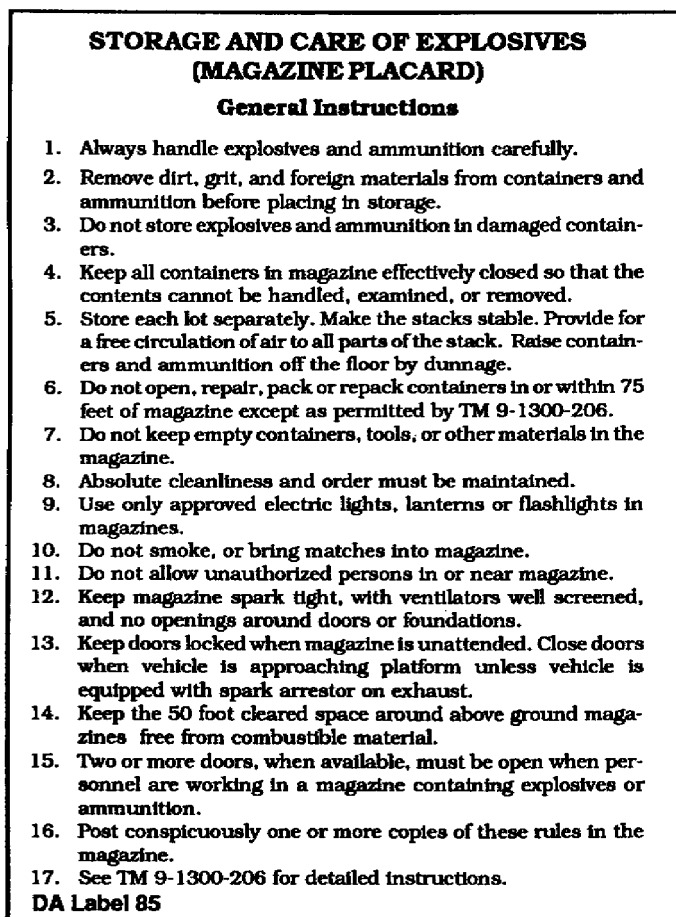 STORAGE AND CARE OF EXPLOSIVES
(MAGAZINE PLACARD)
General Instructions
1. Always handle explosives and ammunition carefully.
2. Remove dirt, grit, and foreign materials from containers and
ammunition before placing in storage.
3. Do not store explosives and ammunition in damaged contain-
ers.
4. Keep all containers in magazine effectively closed so that the
contents cannot be handled, examined, or removed.
5. Store each lot separately. Make the stacks stable. Provide for
a free circulation of air to all parts of the stack. Raise contain-
ers and ammunition off the floor by dunnage.
6. Do not open, repair, pack or repack containers in or within 75
feet of magazine except as permitted by TM 9-1300-206.
7. Do not keep empty containers, tools, or other materials in the
magazine.
8. Absolute cleanliness and order must be maintained.
9. Use only approved electric lights, lanterns or flashlights in
magazines.
10. Do not smoke, or bring matches into magazine.
11. Do not allow unauthorized persons in or near magazine.
12. Keep magazine spark tight, with ventilators well screened,
and no openings around doors or foundations.
13. Keep doors locked when magazine is unattended. Close doors
when vehicle is approaching platform unless vehicle is
equipped with spark arrestor on exhaust.
14. Keep the 50 foot cleared space around above ground maga-
zines free from combustible material.
15. Two or more doors, when available, must be open when per-
sonnel are working in a magazine containing explosives or
ammunition.
16. Post conspicuously one or more copies of these rules in the
magazine.
17. See TM 9-1300-206 for detailed instructions.
DA Label 85